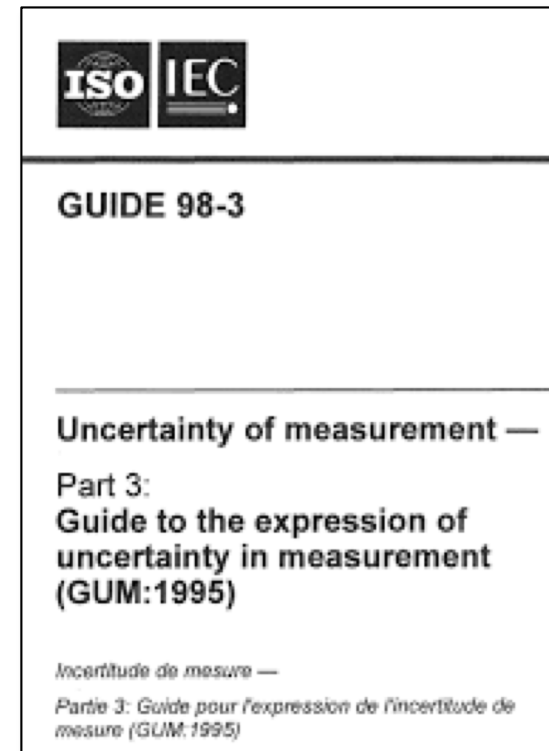 ISO IEC
GUIDE 98-3
Uncertainty of measurement —
Part 3:
Guide to the expression of
uncertainty in measurement
(GUM:1995)
Incertitude de mesure —
Partie 3: Guide pour l'expression de l'incertitude de
mesure (GUM:1995)